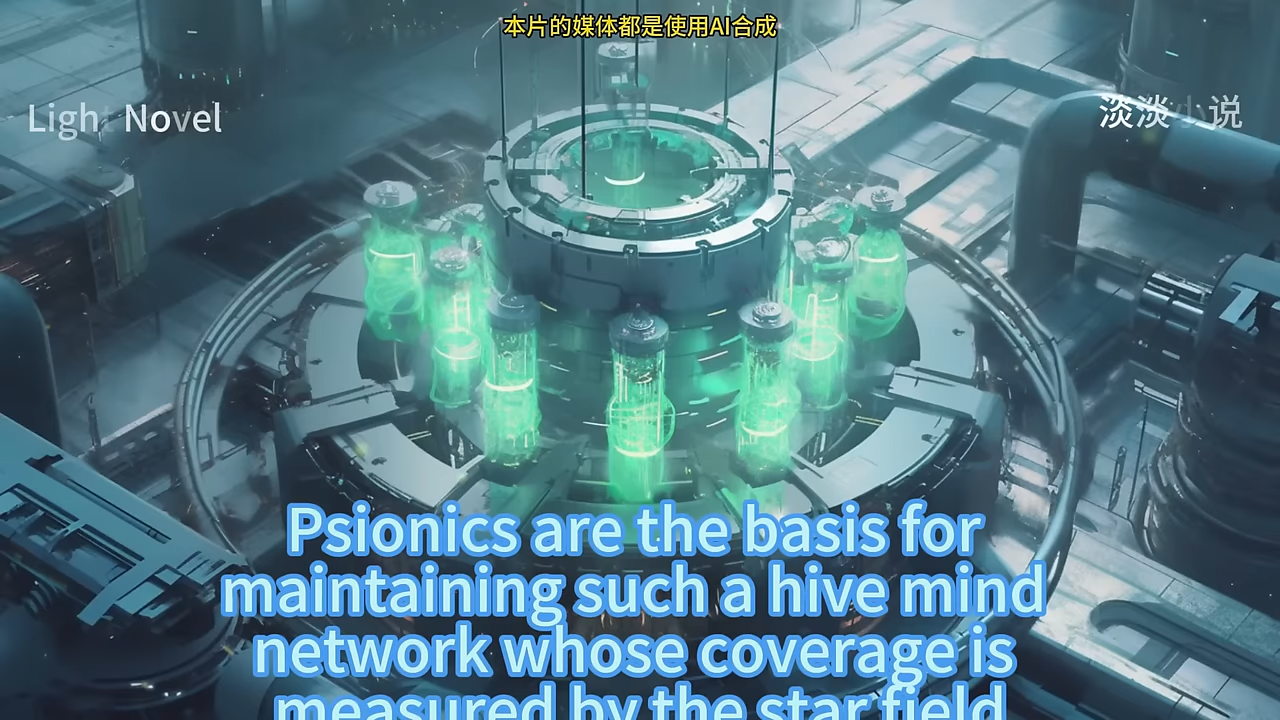 本片的媒体都是使用AI合成
Light Novel
淡淡小说
Psionics are the basis for
maintaining such a hive mind
network whose coverage is
measured by the star field